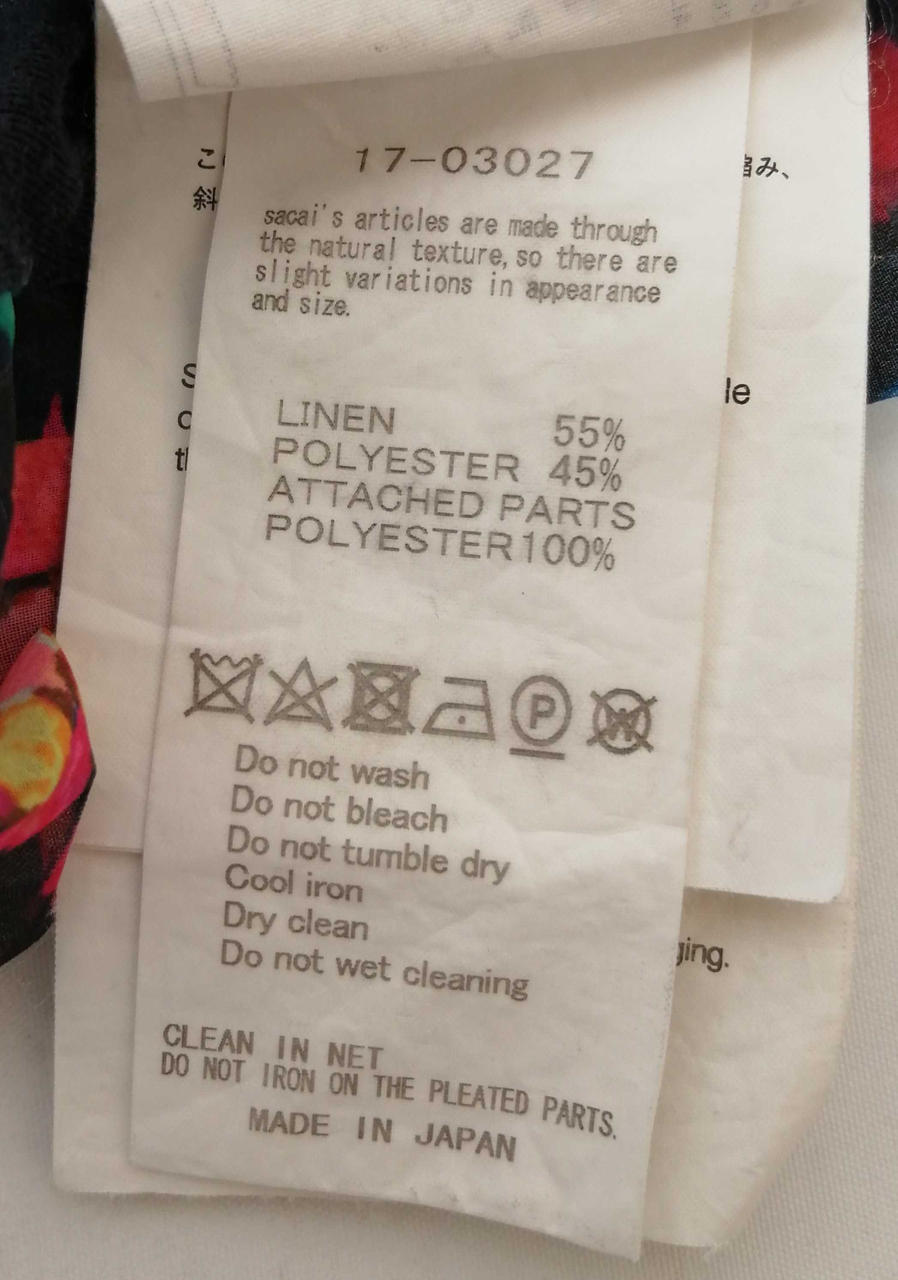 17-03027
sacai's articles are made through
the natural texture, so there are
slight variations in appearance
and size.
LINEN 55%
POLYESTER 45%
ATTACHED PARTS
POLYESTER 100%
P
W
Do not wash
Do not bleach
Do not tumble dry
Cool iron
Dry clean
Do not wet cleaning
CLEAN IN NET
DO NOT IRON ON THE PLEATED PARTS.
MADE IN JAPAN